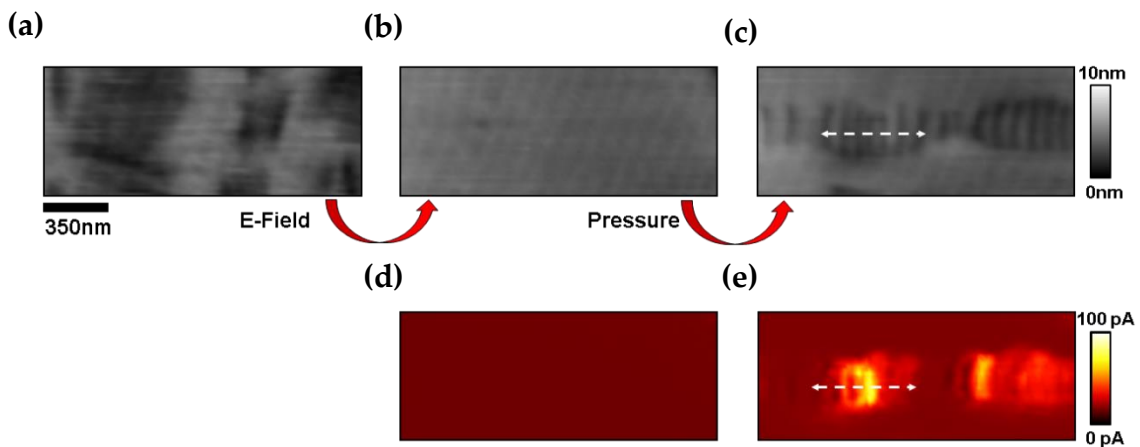 (a)
(b)
(c)
10nm
0nm
350nm
E-Field
Pressure
(d)
(e)
100 pA
0 pA